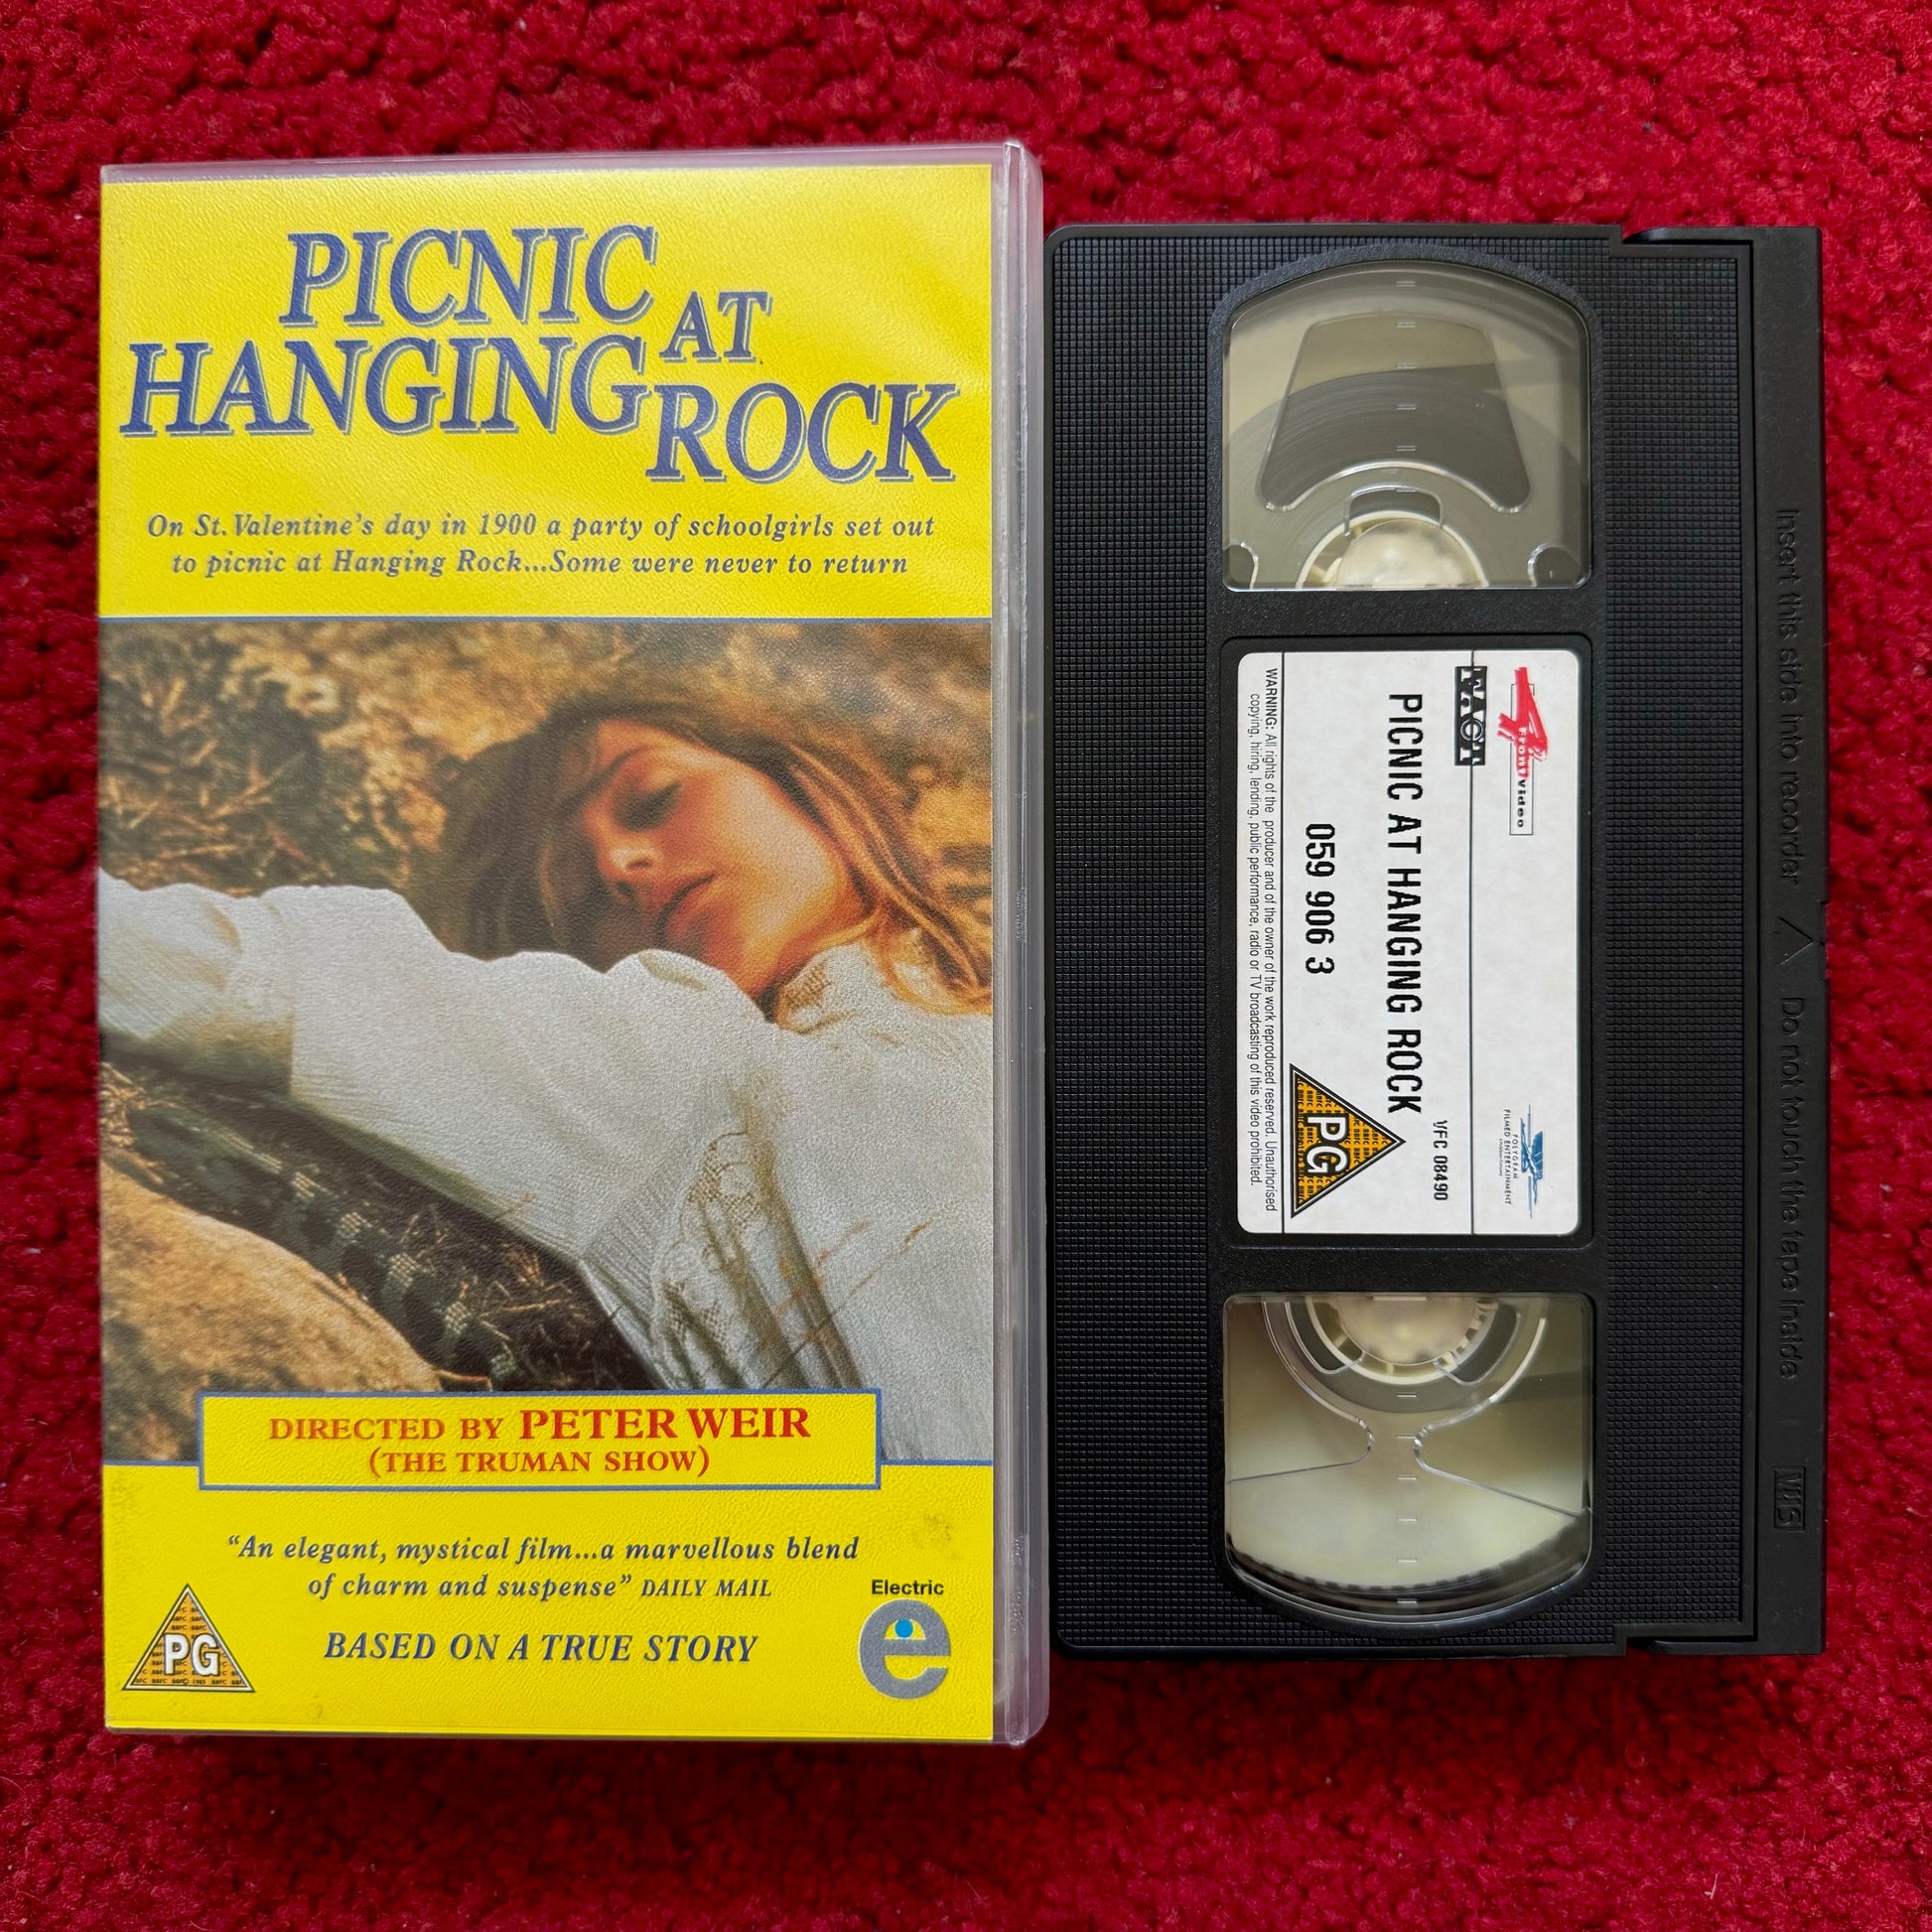 PICNIC
AT
HANGING
ROCK
On St. Valentine's day in 1900 a party of schoolgirls set out
to picnic at Hanging Rock...Some were never to return
DIRECTED BY PETER WEIR
(THE TRUMAN SHOW)
"An elegant, mystical film...a marvellous blend
of charm and suspense" DAILY MAIL
BASED ON A TRUE STORY
PG
Electric
e
4 Front Video
POLYGRAM
FILMED ENTERTAINMENT
FACT
VFC 08490
PICNIC AT HANGING ROCK
059 906 3
PG
WARNING: All rights of the producer and of the owner of the work reproduced reserved. Unauthorised
copying, hiring, lending, public performance, radio or TV broadcasting of this video prohibited.
Insert this side into recorder
Do not touch the tape inside
VHS